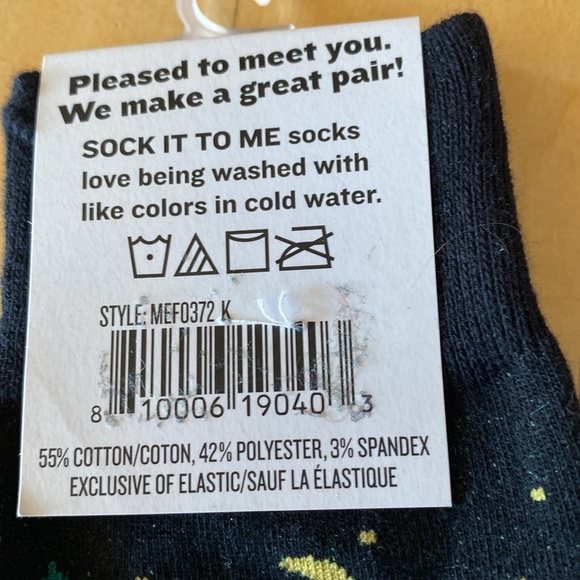 Pleased to meet you.
We make a great pair!
SOCK IT TO ME socks
love being washed with
like colors in cold water.
STYLE: MEF0372 K
8 10006 19040 3
55% COTTON/COTON, 42% POLYESTER, 3% SPANDEX
EXCLUSIVE OF ELASTIC/SAUF LA ÉLASTIQUE